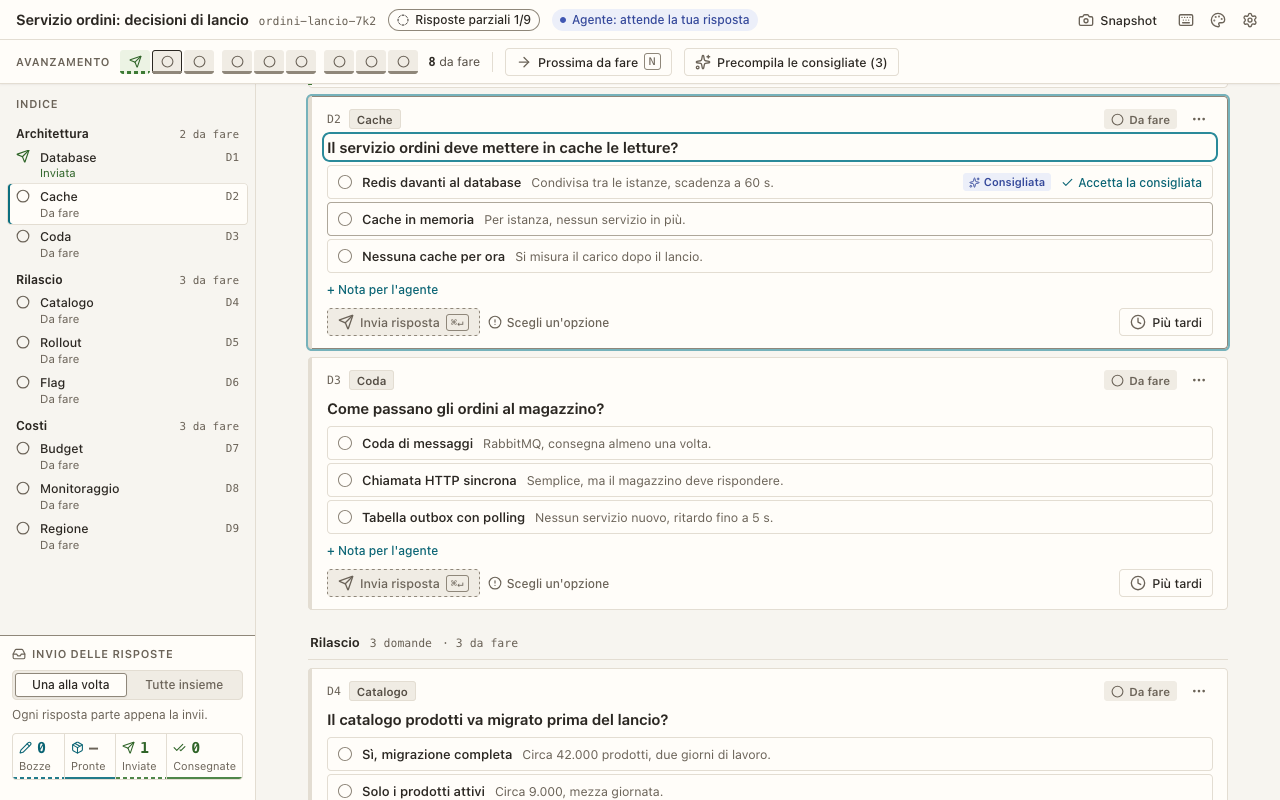 Servizio ordini: decisioni di lancio ordini-lancio-7k2 Risposte parziali 1/9 Agente: attende la tua risposta Snapshot
AVANZAMENTO 8 da fare Prossima da fare N Precompila le consigliate (3)
INDICE
Architettura 2 da fare
Database D1
Inviata
Cache D2
Da fare
Coda D3
Da fare
Rilascio 3 da fare
Catalogo D4
Da fare
Rollout D5
Da fare
Flag D6
Da fare
Costi 3 da fare
Budget D7
Da fare
Monitoraggio D8
Da fare
Regione D9
Da fare
INVIO DELLE RISPOSTE
Una alla volta Tutte insieme
Ogni risposta parte appena la invii.
0 – 1 0
Bozze Pronte Inviate Consegnate
D2 Cache Da fare
Il servizio ordini deve mettere in cache le letture?
Redis davanti al database Condivisa tra le istanze, scadenza a 60 s. Consigliata Accetta la consigliata
Cache in memoria Per istanza, nessun servizio in più.
Nessuna cache per ora Si misura il carico dopo il lancio.
+ Nota per l'agente
Invia risposta ⌘↵ Scegli un'opzione Più tardi
D3 Coda Da fare
Come passano gli ordini al magazzino?
Coda di messaggi RabbitMQ, consegna almeno una volta.
Chiamata HTTP sincrona Semplice, ma il magazzino deve rispondere.
Tabella outbox con polling Nessun servizio nuovo, ritardo fino a 5 s.
+ Nota per l'agente
Invia risposta ⌘↵ Scegli un'opzione Più tardi
Rilascio 3 domande · 3 da fare
D4 Catalogo Da fare
Il catalogo prodotti va migrato prima del lancio?
Sì, migrazione completa Circa 42.000 prodotti, due giorni di lavoro.
Solo i prodotti attivi Circa 9.000, mezza giornata.